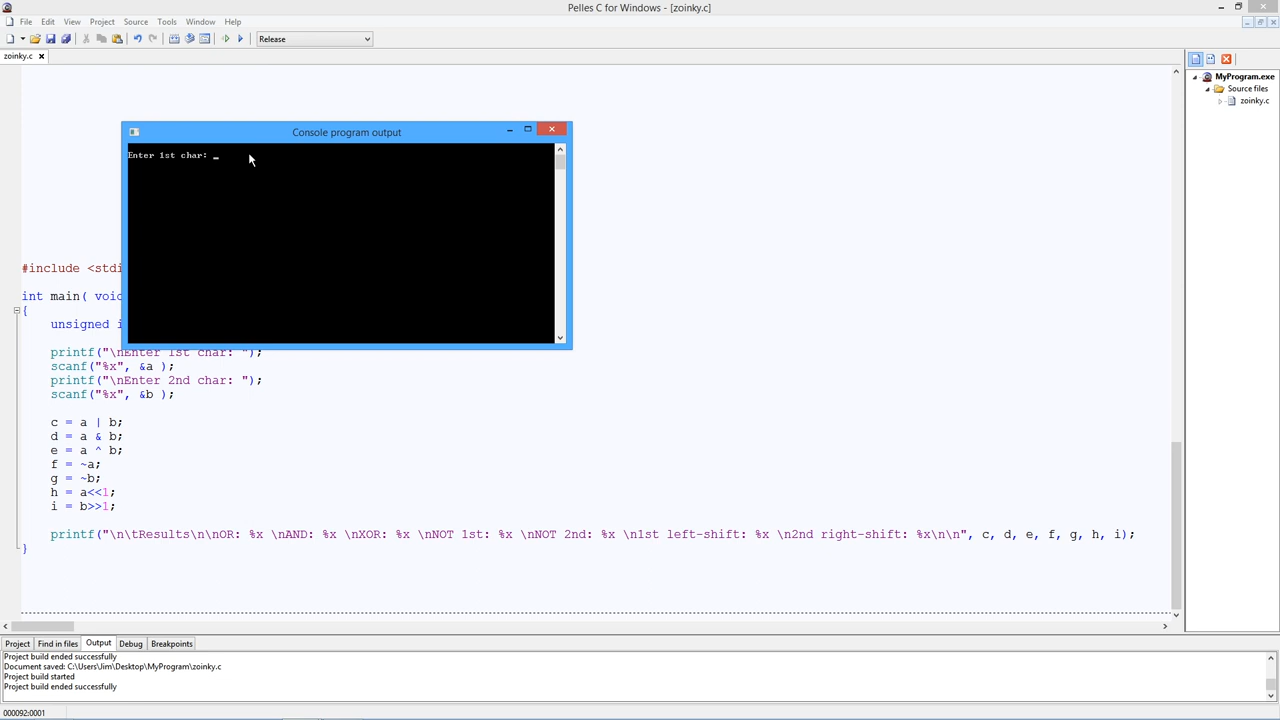 Pelles C for Windows - [zoinky.c]
File Edit View Project Source Tools Window Help
Release
zoinky.c
MyProgram.exe
Source files
zoinky.c
Console program output
Enter 1st char: _
#include <stdi
int main( void
{
unsigned i
printf("\nEnter 1st char: ");
scanf("%x", &a );
printf("\nEnter 2nd char: ");
scanf("%x", &b );
c = a | b;
d = a & b;
e = a ^ b;
f = ~a;
g = ~b;
h = a<<1;
i = b>>1;
printf("\n\tResults\n\nOR: %x \nAND: %x \nXOR: %x \nNOT 1st: %x \nNOT 2nd: %x \n1st left-shift: %x \n2nd right-shift: %x\n\n", c, d, e, f, g, h, i);
}
Project Find in files Output Debug Breakpoints
Project build ended successfully
Document saved: C:\Users\Jim\Desktop\MyProgram\zoinky.c
Project build started
Project build ended successfully
000092:0001